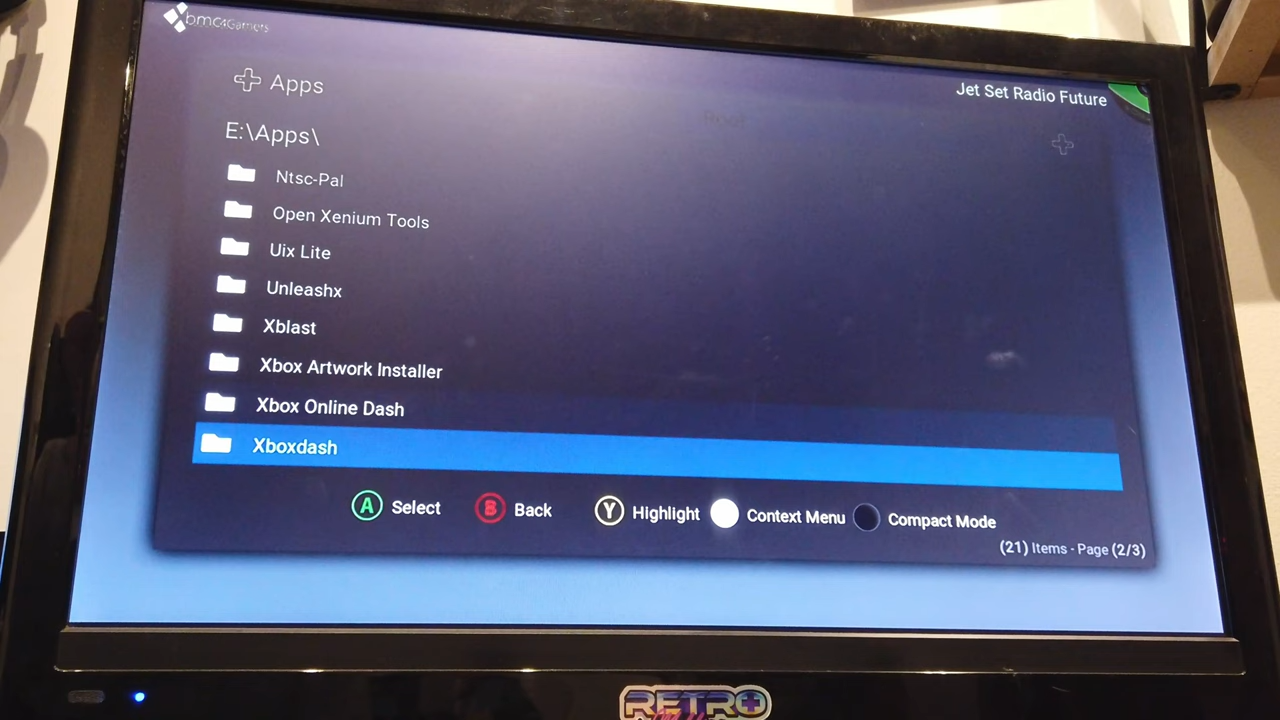 bmc4Gamers
Apps
Jet Set Radio Future
E:\Apps\
Ntsc-Pal
Open Xenium Tools
Uix Lite
Unleashx
Xblast
Xbox Artwork Installer
Xbox Online Dash
Xboxdash
A Select B Back Y Highlight Context Menu Compact Mode
(21) Items - Page (2/3)
RETRO